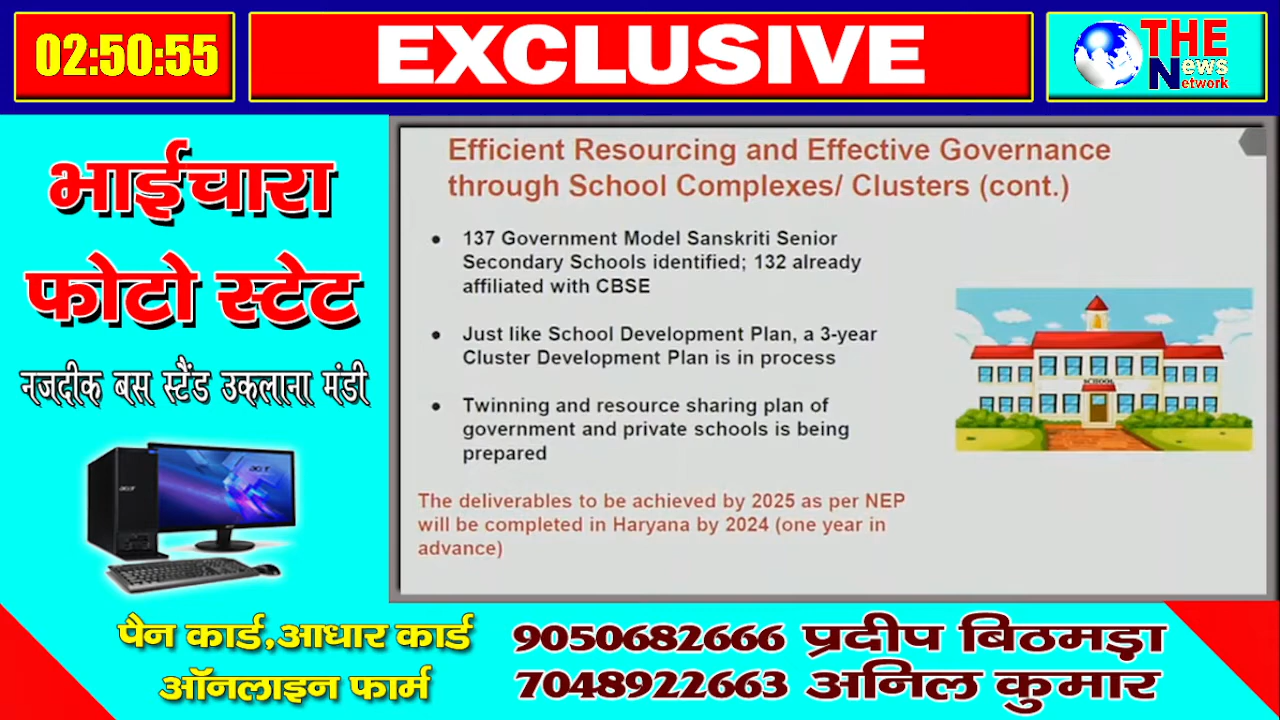 02:50:55
EXCLUSIVE
THE
News
Network
भाईचारा
फोटो स्टेट
नजदीक बस स्टैंड उकलाना मंडी
acer
acer
Efficient Resourcing and Effective Governance
through School Complexes/ Clusters (cont.)
● 137 Government Model Sanskriti Senior
Secondary Schools identified; 132 already
affiliated with CBSE
● Just like School Development Plan, a 3-year
Cluster Development Plan is in process
● Twinning and resource sharing plan of
government and private schools is being
prepared
The deliverables to be achieved by 2025 as per NEP
will be completed in Haryana by 2024 (one year in
advance)
SCHOOL
पैन कार्ड,आधार कार्ड
ऑनलाइन फार्म
9050682666 प्रदीप बिठमड़ा
7048922663 अनिल कुमार